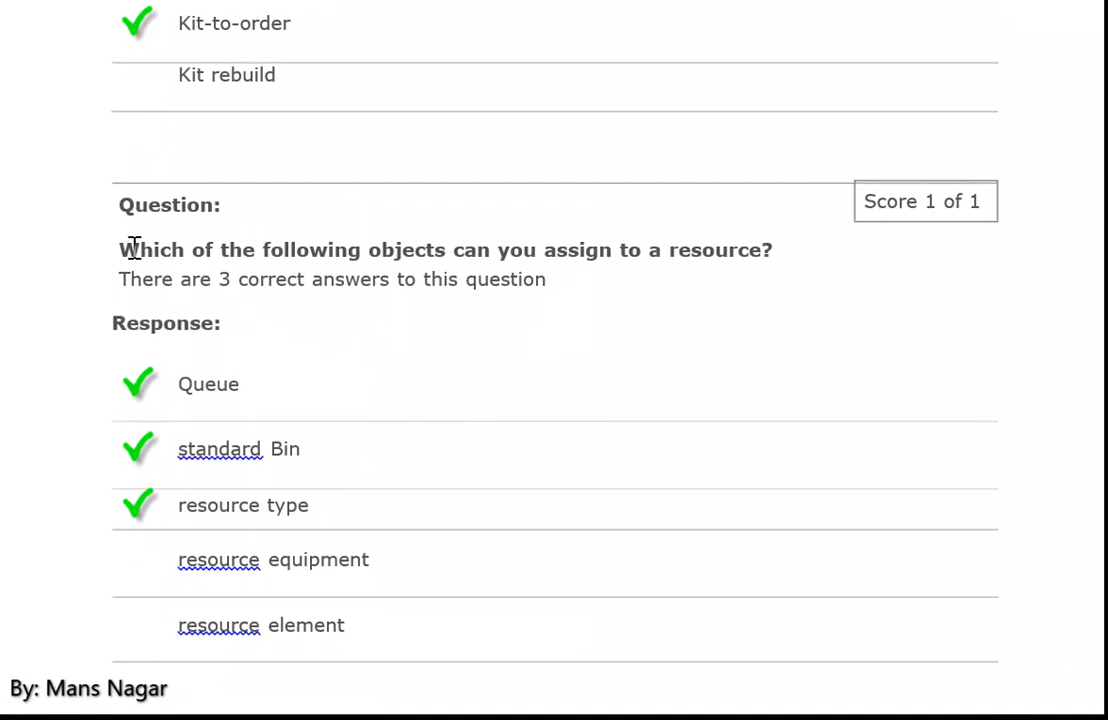 Kit-to-order
Kit rebuild
Score 1 of 1
Question:
Which of the following objects can you assign to a resource?
There are 3 correct answers to this question
Response:
Queue
standard Bin
resource type
resource equipment
resource element
By: Mans Nagar